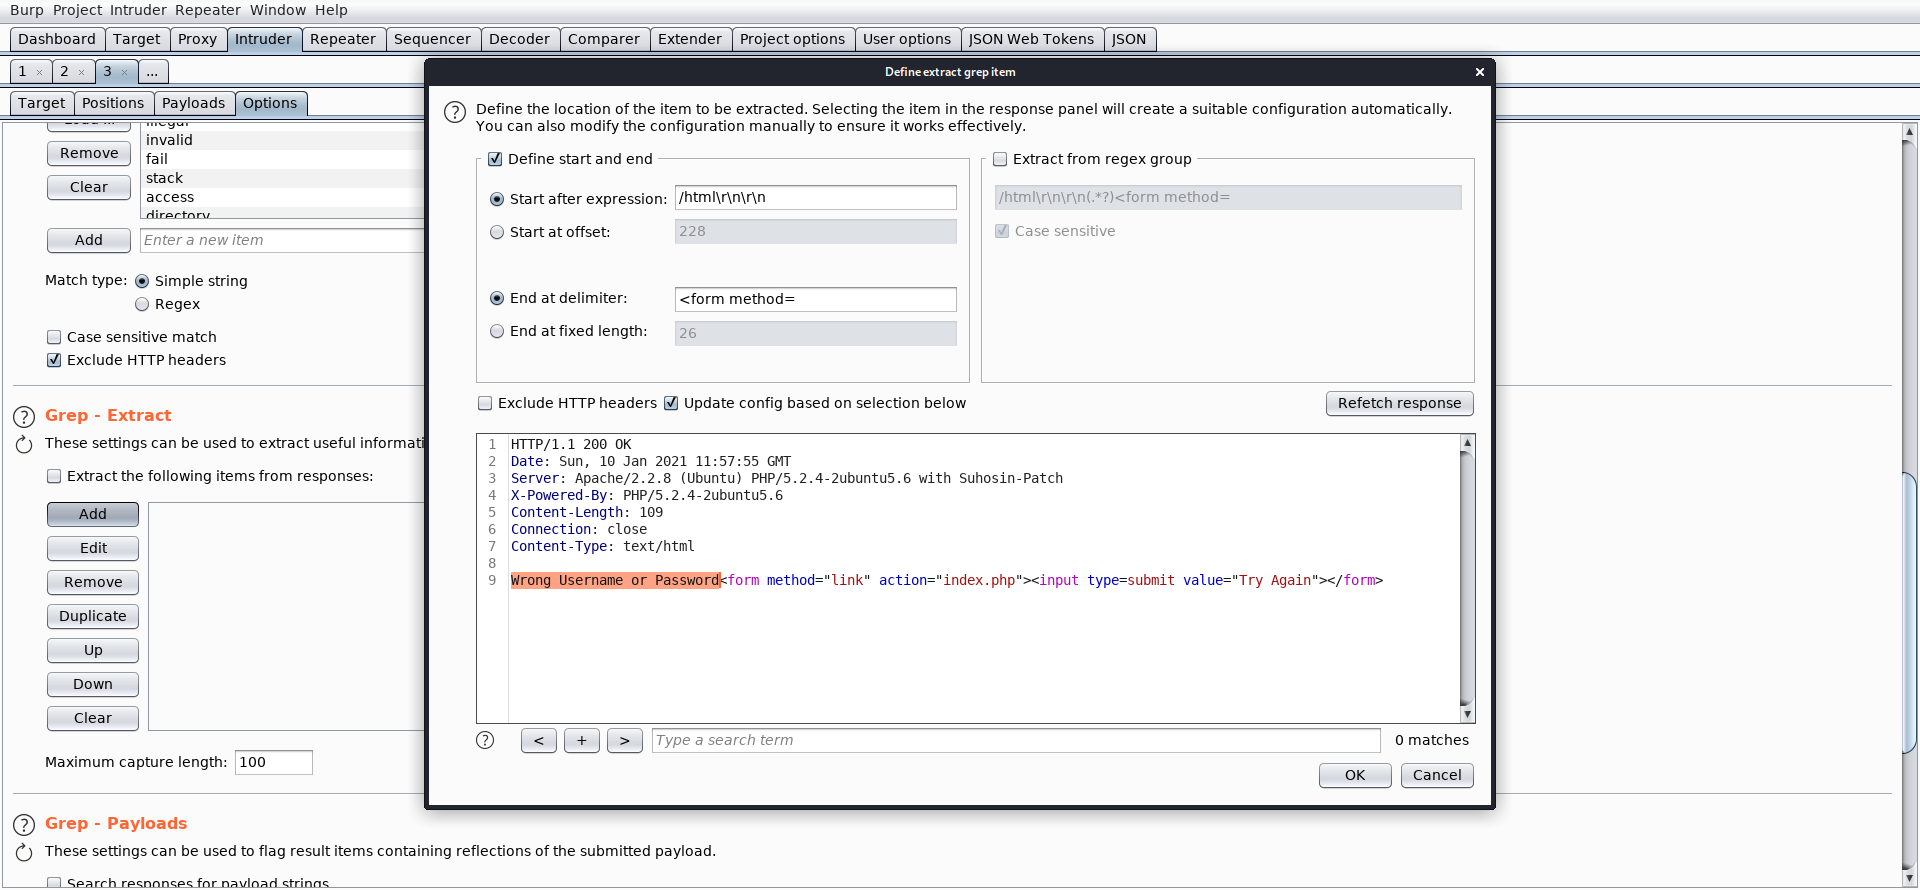 Burp Project Intruder Repeater Window Help
Dashboard Target Proxy Intruder Repeater Sequencer Decoder Comparer Extender Project options User options JSON Web Tokens JSON
1 × 2 × 3 × ...
Target Positions Payloads Options
Define extract grep item
Define the location of the item to be extracted. Selecting the item in the response panel will create a suitable configuration automatically.
You can also modify the configuration manually to ensure it works effectively.
Define start and end
Start after expression: /html\r\n\r\n
Start at offset: 228
End at delimiter: <form method=
End at fixed length: 26
Extract from regex group
/html\r\n\r\n(.*?)<form method=
Case sensitive
Exclude HTTP headers Update config based on selection below Refetch response
1 HTTP/1.1 200 OK
2 Date: Sun, 10 Jan 2021 11:57:55 GMT
3 Server: Apache/2.2.8 (Ubuntu) PHP/5.2.4-2ubuntu5.6 with Suhosin-Patch
4 X-Powered-By: PHP/5.2.4-2ubuntu5.6
5 Content-Length: 109
6 Connection: close
7 Content-Type: text/html
8
9 Wrong Username or Password<form method="link" action="index.php"><input type=submit value="Try Again"></form>
? < + > Type a search term 0 matches
OK Cancel
illegal
invalid
Remove fail
stack
Clear access
directory
Add Enter a new item
Match type: Simple string
Regex
Case sensitive match
Exclude HTTP headers
Grep - Extract
These settings can be used to extract useful informati
Extract the following items from responses:
Add
Edit
Remove
Duplicate
Up
Down
Clear
Maximum capture length: 100
Grep - Payloads
These settings can be used to flag result items containing reflections of the submitted payload.
Search responses for payload strings